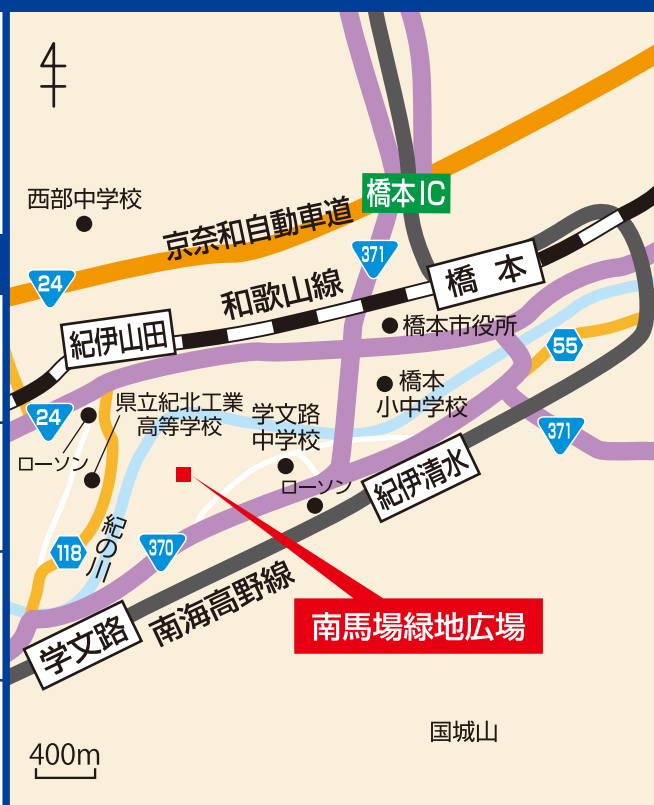 西部中学校
橋本IC
京奈和自動車道
371
24
和歌山線
橋 本
紀伊山田
橋本市役所
55
橋本
小中学校
県立紀北工業
高等学校
学文路
中学校
24
371
ローソン
ローソン
紀伊清水
紀の川
118
370
南海高野線
南馬場緑地広場
学文路
国城山
400m